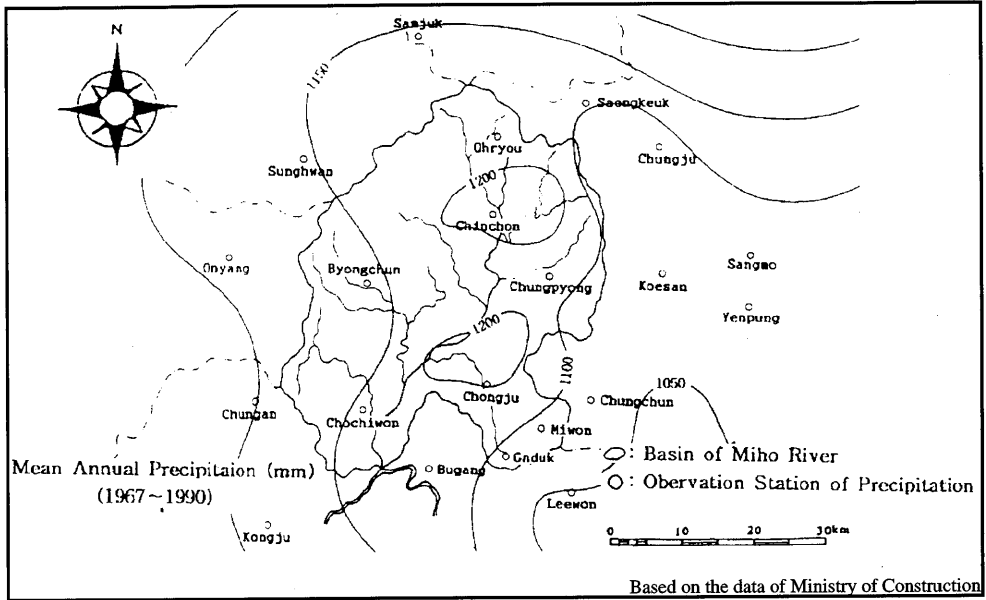 N
Samjuk
1150
Saengkeuk
Ohryou
Chungju
Sunghwan
1200
Chinchon
Onyang
Byongchun
Sangmo
Koesan
Chungpyong
Yenpung
1200
1100
1050
Chongju
Chungchun
Chungan
Chochiwon
Miwon
Gaduk
: Basin of Miho River
Mean Annual Precipitaion (mm)
Bugang
: Obervation Station of Precipitation
(1967~1990)
Leewon
Kongju
0 10 20 30km
Based on the data of Ministry of Construction